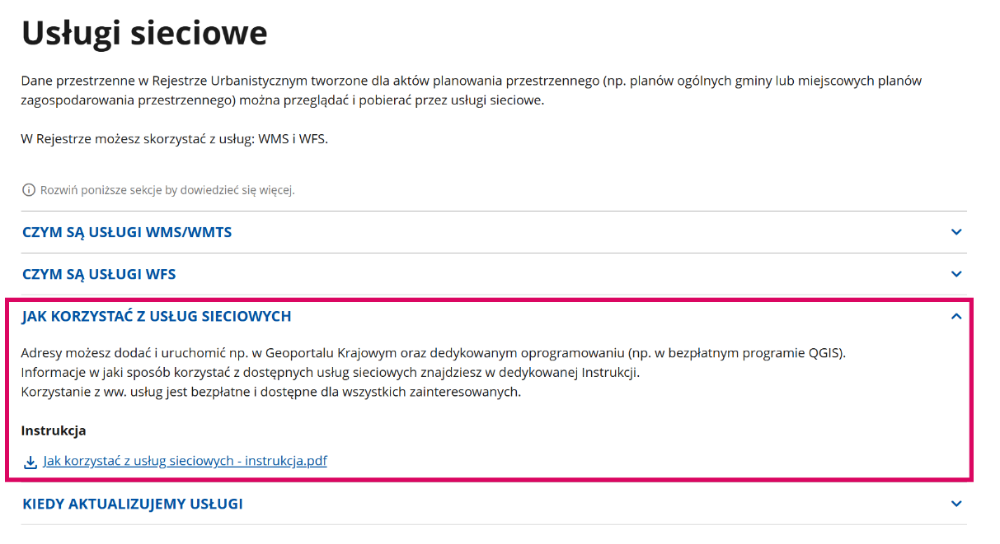 Usługi sieciowe
Dane przestrzenne w Rejestrze Urbanistycznym tworzone dla aktów planowania przestrzennego (np. planów ogólnych gminy lub miejscowych planów
zagospodarowania przestrzennego) można przeglądać i pobierać przez usługi sieciowe.
W Rejestrze możesz skorzystać z usług: WMS i WFS.
Rozwiń poniższe sekcje by dowiedzieć się więcej.
CZYM SĄ USŁUGI WMS/WMTS
CZYM SĄ USŁUGI WFS
JAK KORZYSTAĆ Z USŁUG SIECIOWYCH
Adresy możesz dodać i uruchomić np. w Geoportalu Krajowym oraz dedykowanym oprogramowaniu (np. w bezpłatnym programie QGIS).
Informacje w jaki sposób korzystać z dostępnych usług sieciowych znajdziesz w dedykowanej Instrukcji.
Korzystanie z ww. usług jest bezpłatne i dostępne dla wszystkich zainteresowanych.
Instrukcja
Jak korzystać z usług sieciowych - instrukcja.pdf
KIEDY AKTUALIZUJEMY USŁUGI